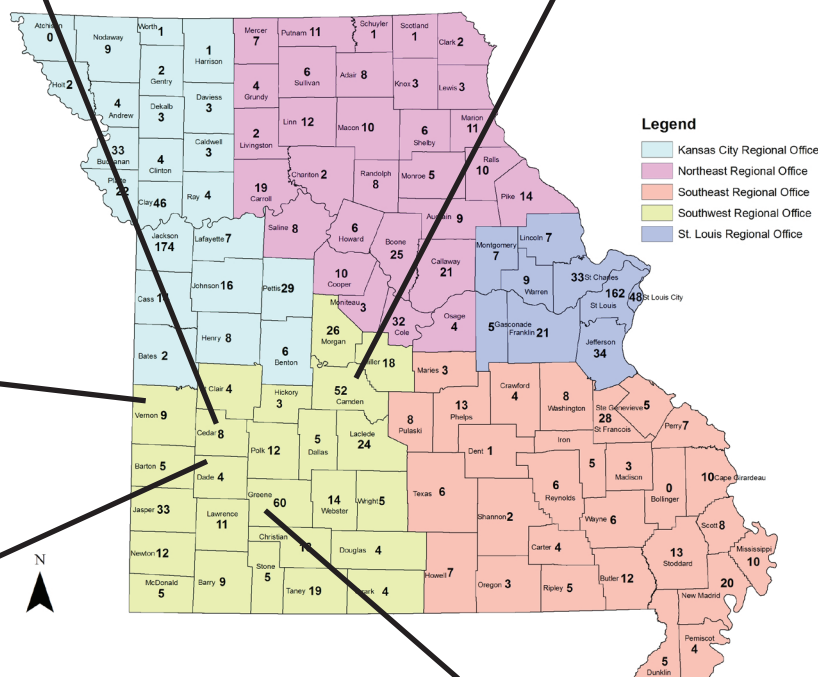 Atchison
0
Nodaway
9
Worth 1
1
Harrison
Mercer
7
Putnam 11
Schuyler
1
Scotland
1
Clark 2
Holt 2
2
Gentry
4
Grundy
6
Sullivan
Adair 8
Knox 3
Lewis 3
4
Andrew
Dekalb
3
Daviess
3
2
Livingston
Linn 12
Macon 10
6
Shelby
Marion
11
33
Buchanan
4
Clinton
Caldwell
3
Platte
22
Clay 46
Ray 4
19
Carroll
Chariton 2
Randolph
8
Monroe 5
Ralls
10
Pike 14
Jackson
174
Lafayette 7
Saline 8
6
Howard
Boone
25
Audrain 9
Callaway
21
Montgomery
7
Lincoln 7
9
Warren
33 St Charles
162
St Louis
48 St Louis City
Cass
Johnson 16
Pettis 29
10
Cooper
Moniteau
3
32
Cole
Osage
4
5 Gasconade
Franklin 21
Jefferson
34
Bates 2
Henry 8
6
Benton
26
Morgan
Miller 18
Maries 3
52
Camden
St Clair 4
Hickory
3
Vernon 9
Cedar 8
Polk 12
5
Dallas
Laclede
24
8
Pulaski
13
Phelps
Crawford
4
8
Washington
Ste Genevieve 5
28
St Francois
Perry 7
Iron
5
Dent 1
Barton 5
Dade 4
Greene
60
14
Webster
Wright 5
Texas 6
6
Reynolds
3
Madison
0
Bollinger
10 Cape Girardeau
Jasper 33
Lawrence
11
Christian
Douglas 4
Shannon 2
Wayne 6
Scott 8
Mississippi
10
Newton 12
Barry 9
Stone
5
Taney 19
Ozark 4
Howell 7
Carter 4
Oregon 3
Ripley 5
Butler 12
13
Stoddard
20
New Madrid
McDonald
5
Pemiscot
4
5
Dunklin
N
Legend
Kansas City Regional Office
Northeast Regional Office
Southeast Regional Office
Southwest Regional Office
St. Louis Regional Office